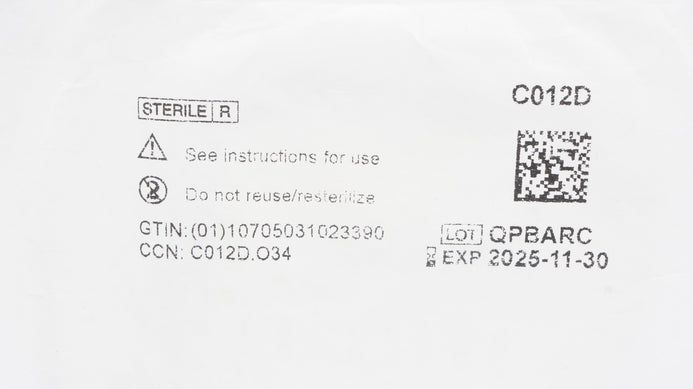 C012D
STERILE R
See instructions for use
Do not reuse/resterilize
GTIN:(01)10705031023390
CCN: C012D.O34
LOT QPBARC
EXP 2025-11-30